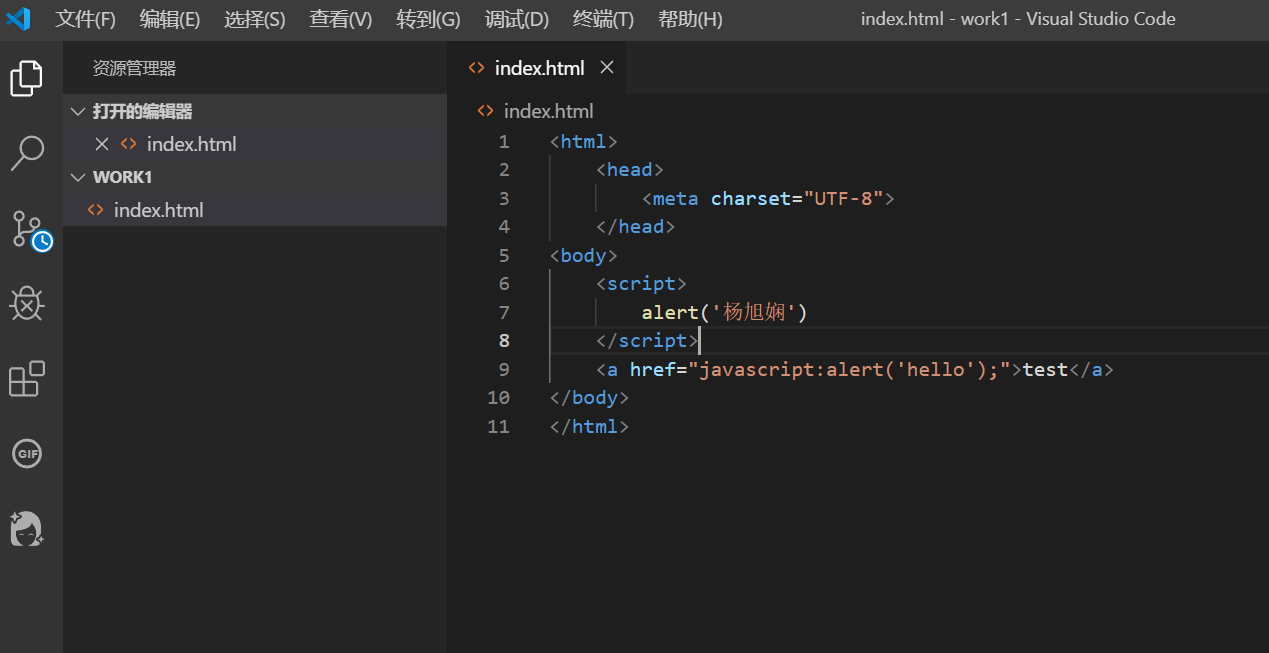 文件(F) 编辑(E) 选择(S) 查看(V) 转到(G) 调试(D) 终端(T) 帮助(H) index.html - work1 - Visual Studio Code
资源管理器
打开的编辑器
index.html
WORK1
index.html
GIF
index.html
index.html
1 <html>
2 <head>
3 <meta charset="UTF-8">
4 </head>
5 <body>
6 <script>
7 alert('杨旭娴')
8 </script>
9 <a href="javascript:alert('hello');">test</a>
10 </body>
11 </html>